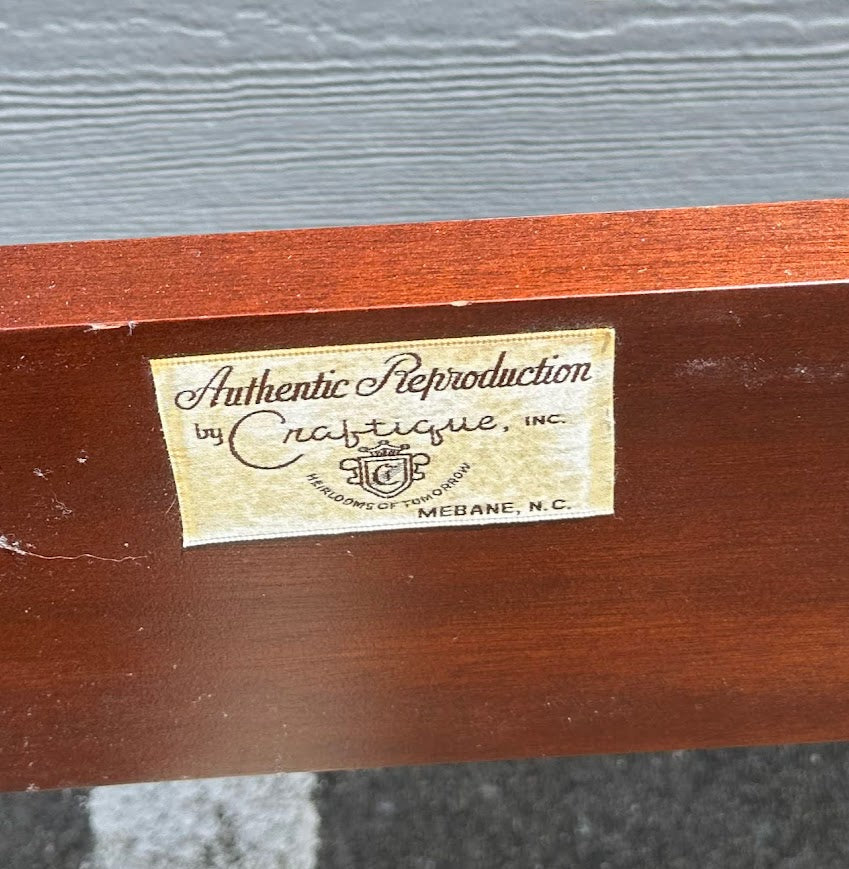 Authentic Reproduction
by Craftique, INC.
C
HEIRLOOMS OF TOMORROW
MEBANE, N.C.